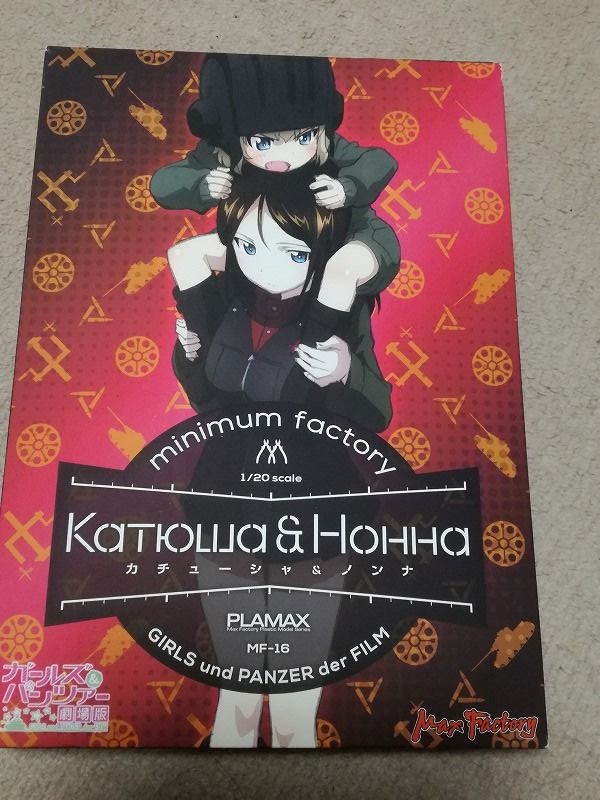 minimum factory
1/20 scale
Катюша & Нонна
カチューシャ & ノンナ
PLAMAX
Max Factory Plastic Model Series
MF-16
GIRLS und PANZER der FILM
ガールズ&
パンツァー
劇場版
Max Factory